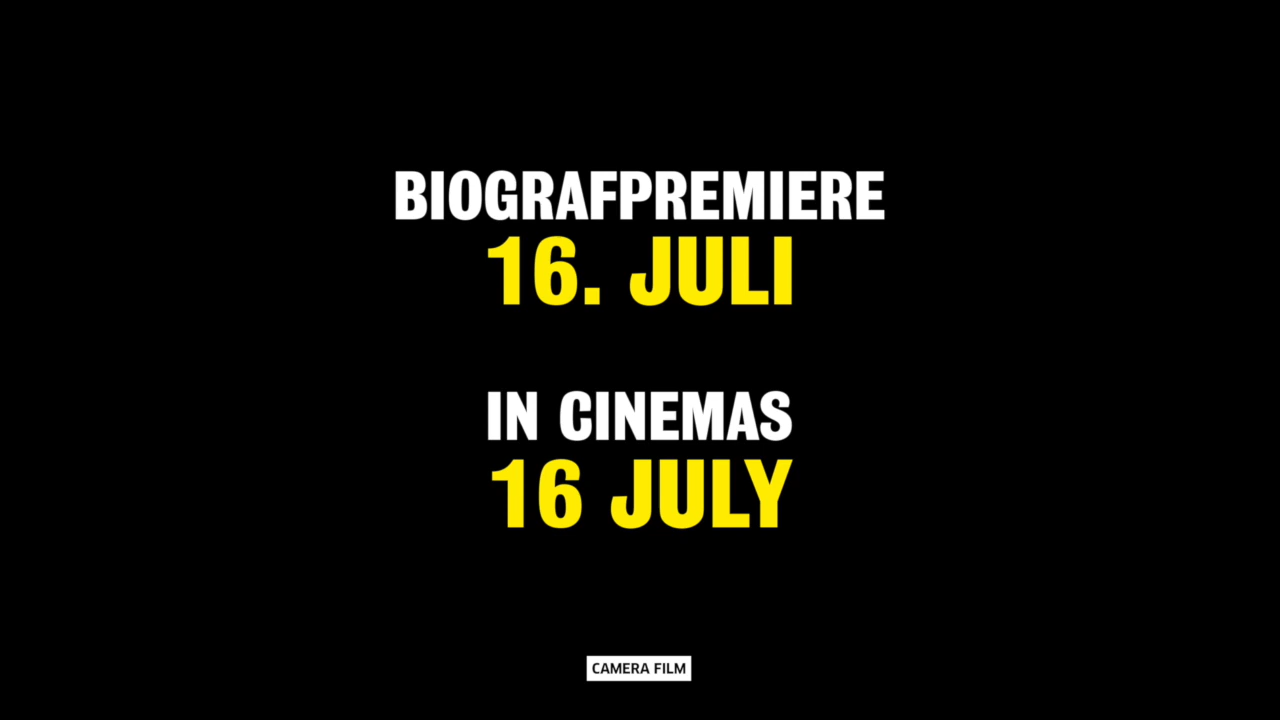 BIOGRAFPREMIERE
16. JULI
IN CINEMAS
16 JULY
CAMERA FILM